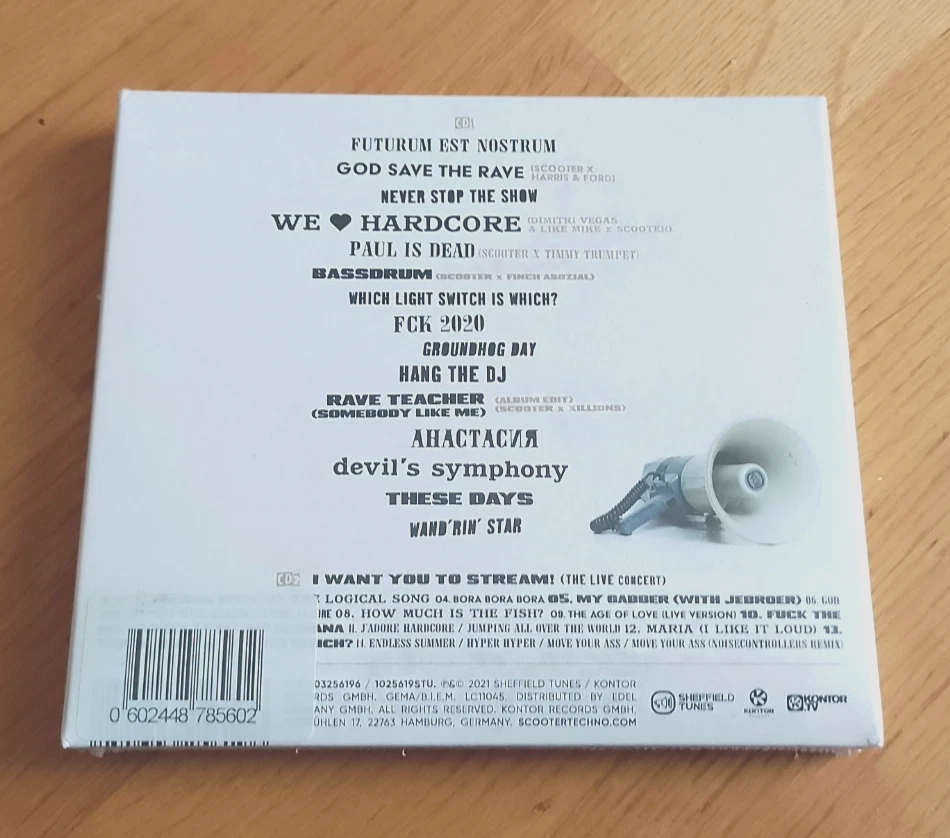 CD1
FUTURUM EST NOSTRUM
GOD SAVE THE RAVE (SCOOTER X
HARRIS & FORD)
NEVER STOP THE SHOW
WE ♥ HARDCORE (DIMITRI VEGAS
& LIKE MIKE X SCOOTER)
PAUL IS DEAD (SCOOTER X TIMMY TRUMPET)
BASSDRUM (SCOOTER X FINCH ASOZIAL)
WHICH LIGHT SWITCH IS WHICH?
FCK 2020
GROUNDHOG DAY
HANG THE DJ
RAVE TEACHER (ALBUM EDIT)
(SOMEBODY LIKE ME) (SCOOTER X XILLIONS)
АНАСТАСИЯ
devil's symphony
THESE DAYS
WAND'RIN' STAR
CD2 I WANT YOU TO STREAM! (THE LIVE CONCERT)
LOGICAL SONG 04. BORA BORA BORA 05. MY GABBER (WITH JEBROER) 06 GOD
08. HOW MUCH IS THE FISH? 09. THE AGE OF LOVE (LIVE VERSION) 10. FUCK THE
11. J'ADORE HARDCORE / JUMPING ALL OVER THE WORLD 12. MARIA (I LIKE IT LOUD) 13.
14. ENDLESS SUMMER / HYPER HYPER / MOVE YOUR ASS / MOVE YOUR ASS (NOISECONTROLLERS REMIX)
03256196 / 1025619STU. ℗&© 2021 SHEFFIELD TUNES / KONTOR
RDS GMBH. GEMA/B.I.E.M. LC11045. DISTRIBUTED BY EDEL
ANY GMBH. ALL RIGHTS RESERVED. KONTOR RECORDS GMBH,
ÜHLEN 17, 22763 HAMBURG, GERMANY. SCOOTERTECHNO.COM
SHEFFIELD
TUNES
KONTOR
KONTOR
TV
0 602448 785602